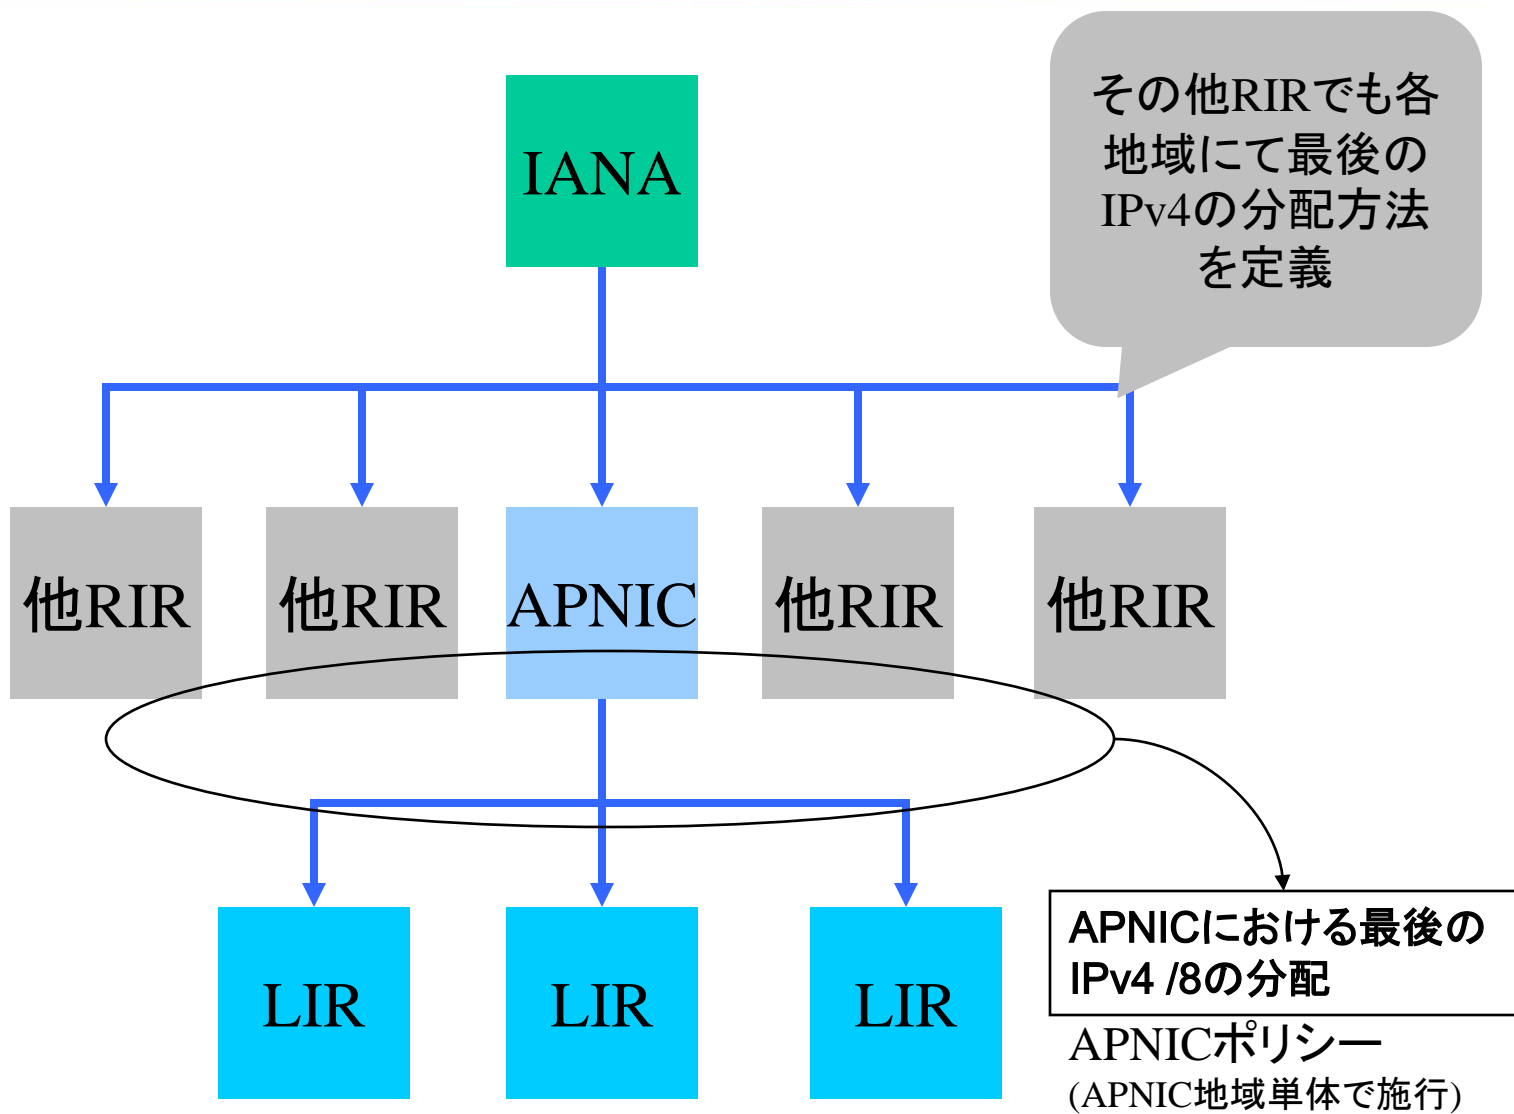 その他RIRでも各
地域にて最後の
IPv4の分配方法
を定義
IANA
他RIR
他RIR
APNIC
他RIR
他RIR
LIR
LIR
LIR
APNICにおける最後の
IPv4 /8の分配
APNICポリシー
(APNIC地域単体で施行)